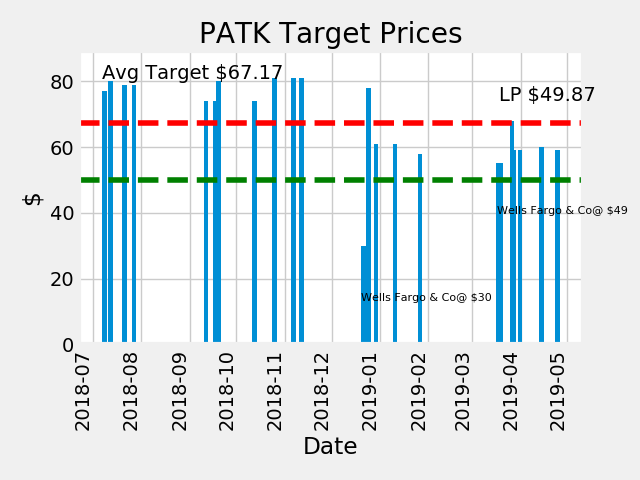 PATK Target Prices
Avg Target $67.17
LP $49.87
Wells Fargo & Co@ $49
Wells Fargo & Co@ $30
$
80
60
40
20
0
2018-07
2018-08
2018-09
2018-10
2018-11
2018-12
2019-01
2019-02
2019-03
2019-04
2019-05
Date